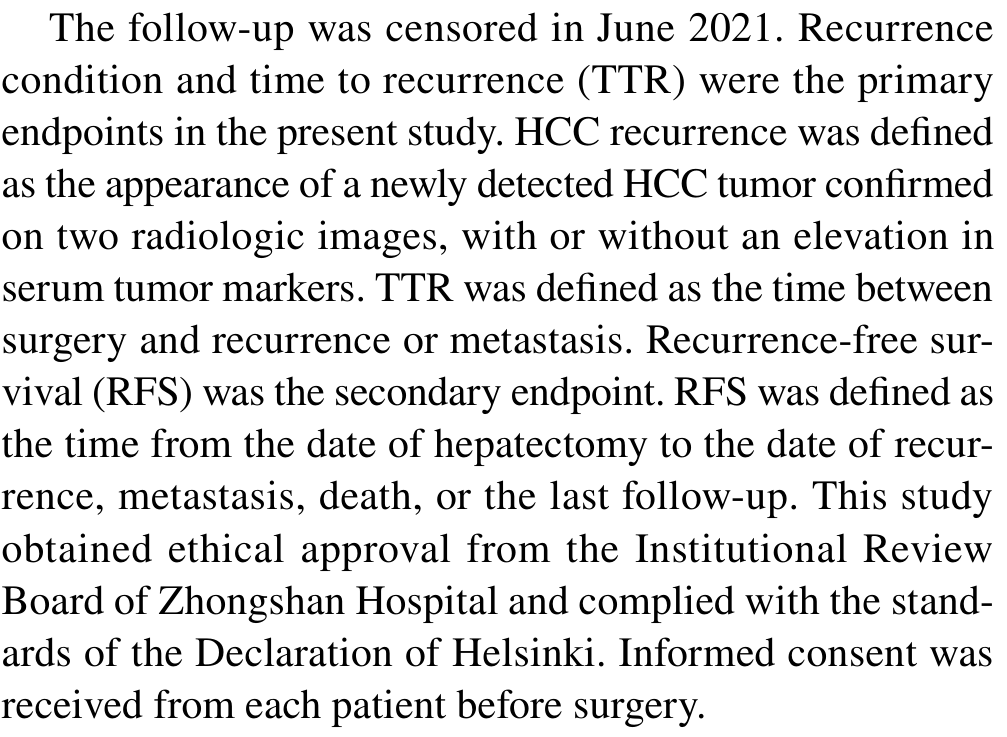 The follow-up was censored in June 2021. Recurrence
condition and time to recurrence (TTR) were the primary
endpoints in the present study. HCC recurrence was defined
as the appearance of a newly detected HCC tumor confirmed
on two radiologic images, with or without an elevation in
serum tumor markers. TTR was defined as the time between
surgery and recurrence or metastasis. Recurrence-free sur-
vival (RFS) was the secondary endpoint. RFS was defined as
the time from the date of hepatectomy to the date of recur-
rence, metastasis, death, or the last follow-up. This study
obtained ethical approval from the Institutional Review
Board of Zhongshan Hospital and complied with the stand-
ards of the Declaration of Helsinki. Informed consent was
received from each patient before surgery.